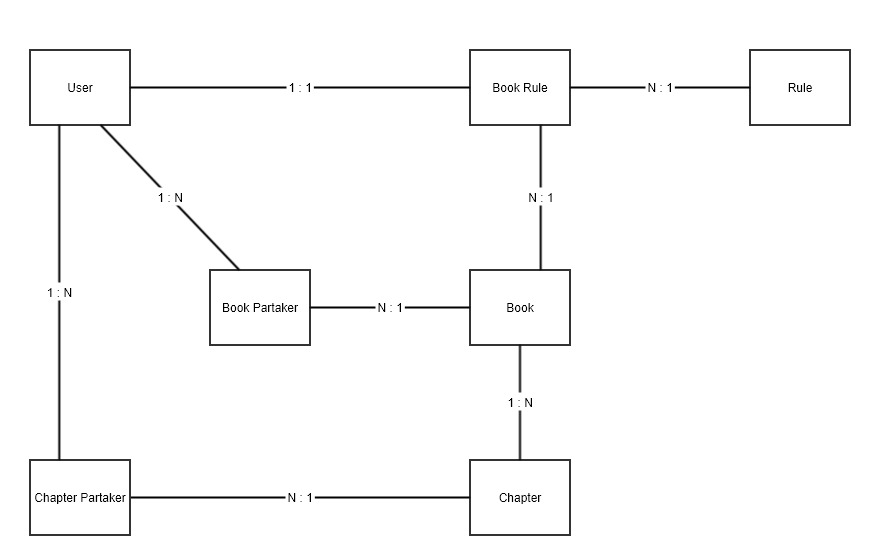 User
1 : 1
Book Rule
N : 1
Rule
1 : N
N : 1
1 : N
Book Partaker
N : 1
Book
1 : N
Chapter Partaker
N : 1
Chapter